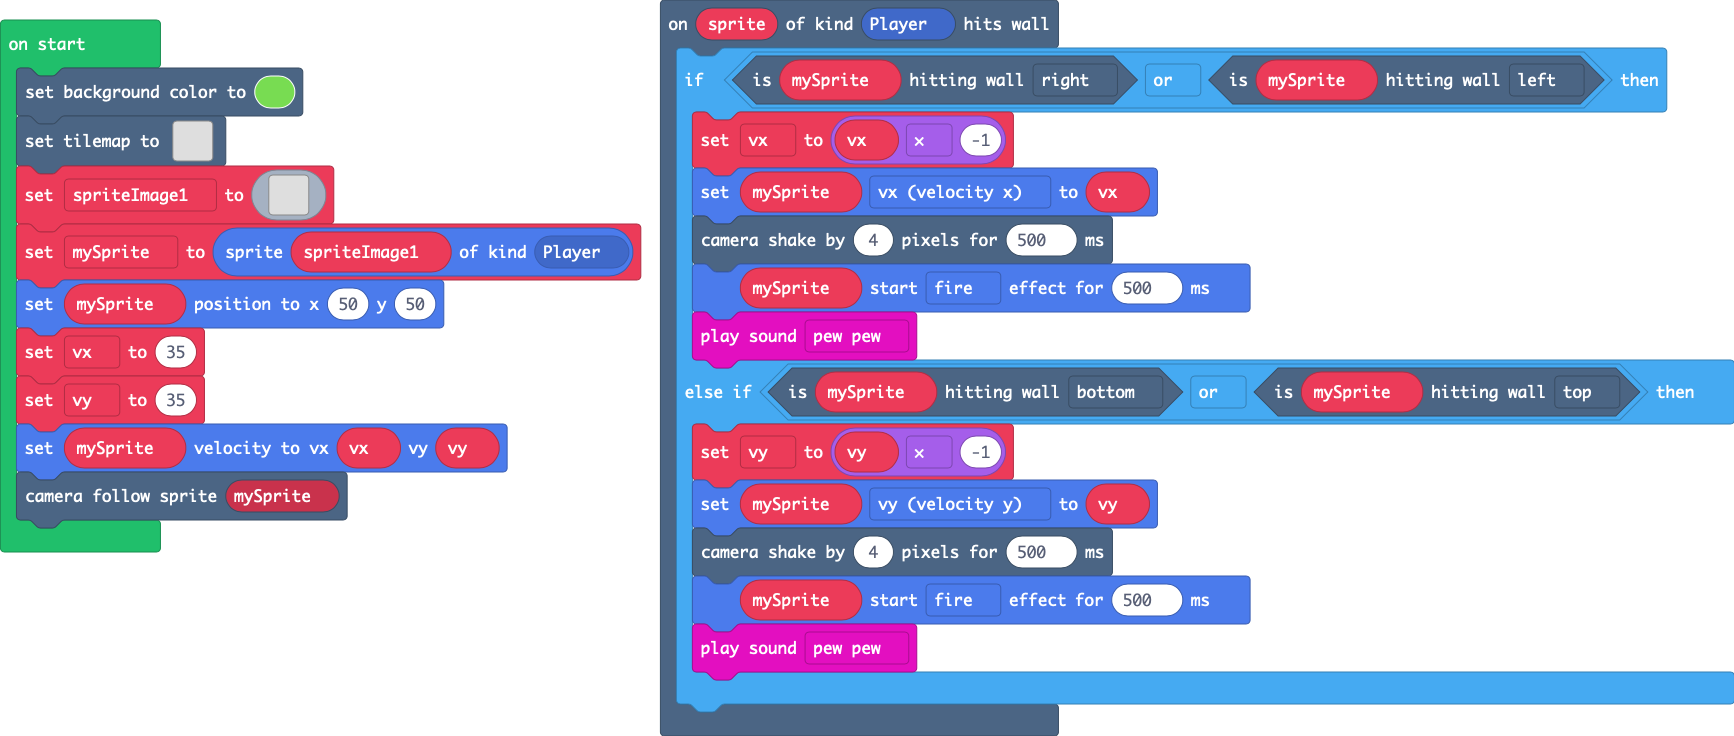 on start
set background color to
set tilemap to
set spriteImage1 to
set mySprite to sprite spriteImage1 of kind Player
set mySprite position to x 50 y 50
set vx to 35
set vy to 35
set mySprite velocity to vx vx vy vy
camera follow sprite mySprite
on sprite of kind Player hits wall
if is mySprite hitting wall right or is mySprite hitting wall left then
set vx to vx x -1
set mySprite vx (velocity x) to vx
camera shake by 4 pixels for 500 ms
mySprite start fire effect for 500 ms
play sound pew pew
else if is mySprite hitting wall bottom or is mySprite hitting wall top then
set vy to vy x -1
set mySprite vy (velocity y) to vy
camera shake by 4 pixels for 500 ms
mySprite start fire effect for 500 ms
play sound pew pew